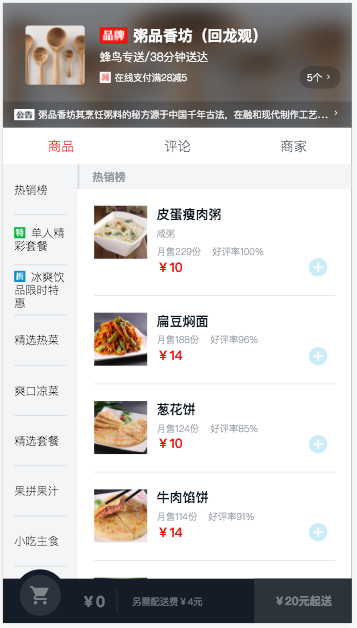 品牌 粥品香坊（回龙观）
蜂鸟专送/38分钟送达
减 在线支付满28减5
5个 >
公告 粥品香坊其烹饪粥料的秘方源于中国千年古法，在融和现代制作工艺... >
商品 评论 商家
热销榜
特 单人精
彩套餐
折 冰爽饮
品限时特
惠
精选热菜
爽口凉菜
精选套餐
果拼果汁
小吃主食
热销榜
皮蛋瘦肉粥
咸粥
月售229份 好评率100%
￥10
扁豆焖面
月售188份 好评率96%
￥14
葱花饼
月售124份 好评率85%
￥10
牛肉馅饼
月售114份 好评率91%
￥14
￥0 另需配送费￥4元 ￥20元起送